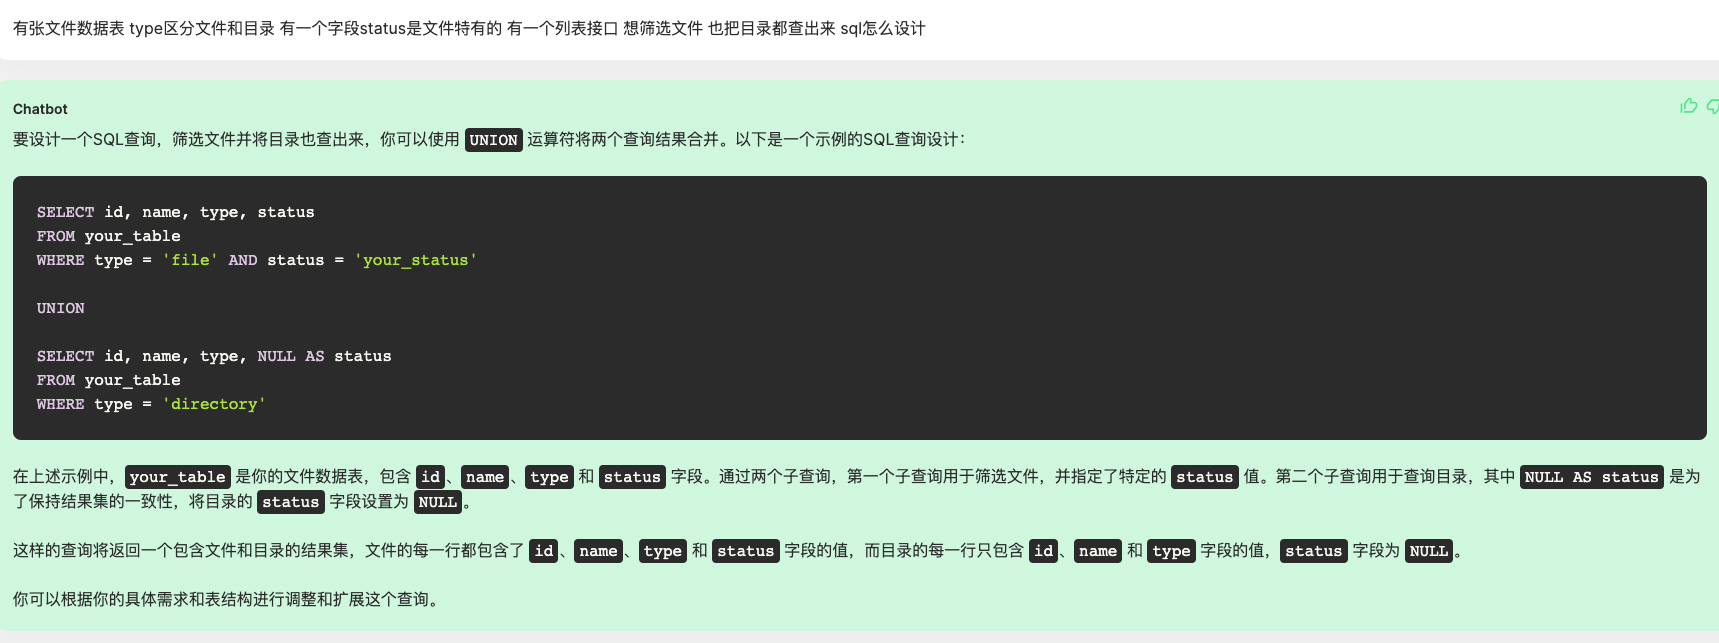 有张文件数据表 type区分文件和目录 有一个字段status是文件特有的 有一个列表接口 想筛选文件 也把目录都查出来 sql怎么设计
Chatbot
要设计一个SQL查询，筛选文件并将目录也查出来，你可以使用 UNION 运算符将两个查询结果合并。以下是一个示例的SQL查询设计：
SELECT id, name, type, status
FROM your_table
WHERE type = 'file' AND status = 'your_status'
UNION
SELECT id, name, type, NULL AS status
FROM your_table
WHERE type = 'directory'
在上述示例中，your_table 是你的文件数据表，包含 id、name、type 和 status 字段。通过两个子查询，第一个子查询用于筛选文件，并指定了特定的 status 值。第二个子查询用于查询目录，其中 NULL AS status 是为
了保持结果集的一致性，将目录的 status 字段设置为 NULL。
这样的查询将返回一个包含文件和目录的结果集，文件的每一行都包含了 id、name、type 和 status 字段的值，而目录的每一行只包含 id、name 和 type 字段的值，status 字段为 NULL。
你可以根据你的具体需求和表结构进行调整和扩展这个查询。